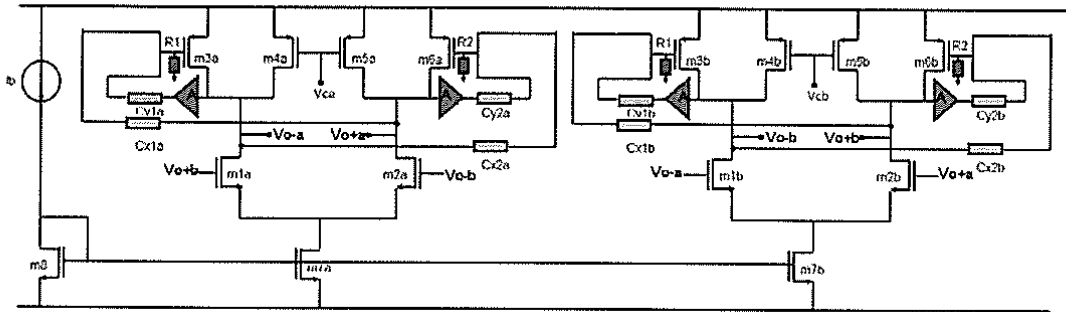 R1
R2
R1
R2
m3a
m4a
m5a
m6a
m3b
m4b
m5b
m6b
A
A
A
A
Vca
Vcb
Cy1a
Cy2a
Cy1b
Cy2b
Vo-a
Vo+a
Vo-b
Vo+b
Cx1a
Cx2a
Cx1b
Cx2b
Vo+b
m1a
m2a
Vo-b
Vo-a
m1b
m2b
Vo+a
m8
m7a
m7b